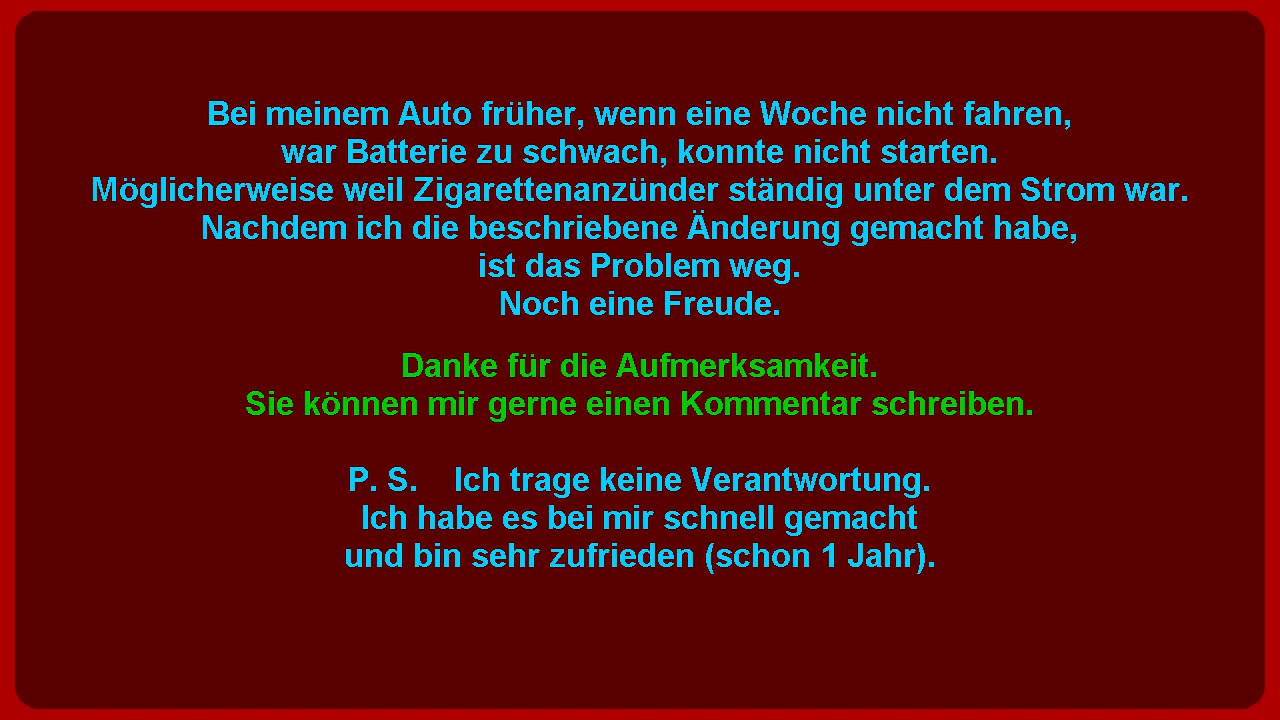 Bei meinem Auto früher, wenn eine Woche nicht fahren,
war Batterie zu schwach, konnte nicht starten.
Möglicherweise weil Zigarettenanzünder ständig unter dem Strom war.
Nachdem ich die beschriebene Änderung gemacht habe,
ist das Problem weg.
Noch eine Freude.
Danke für die Aufmerksamkeit.
Sie können mir gerne einen Kommentar schreiben.
P. S. Ich trage keine Verantwortung.
Ich habe es bei mir schnell gemacht
und bin sehr zufrieden (schon 1 Jahr).